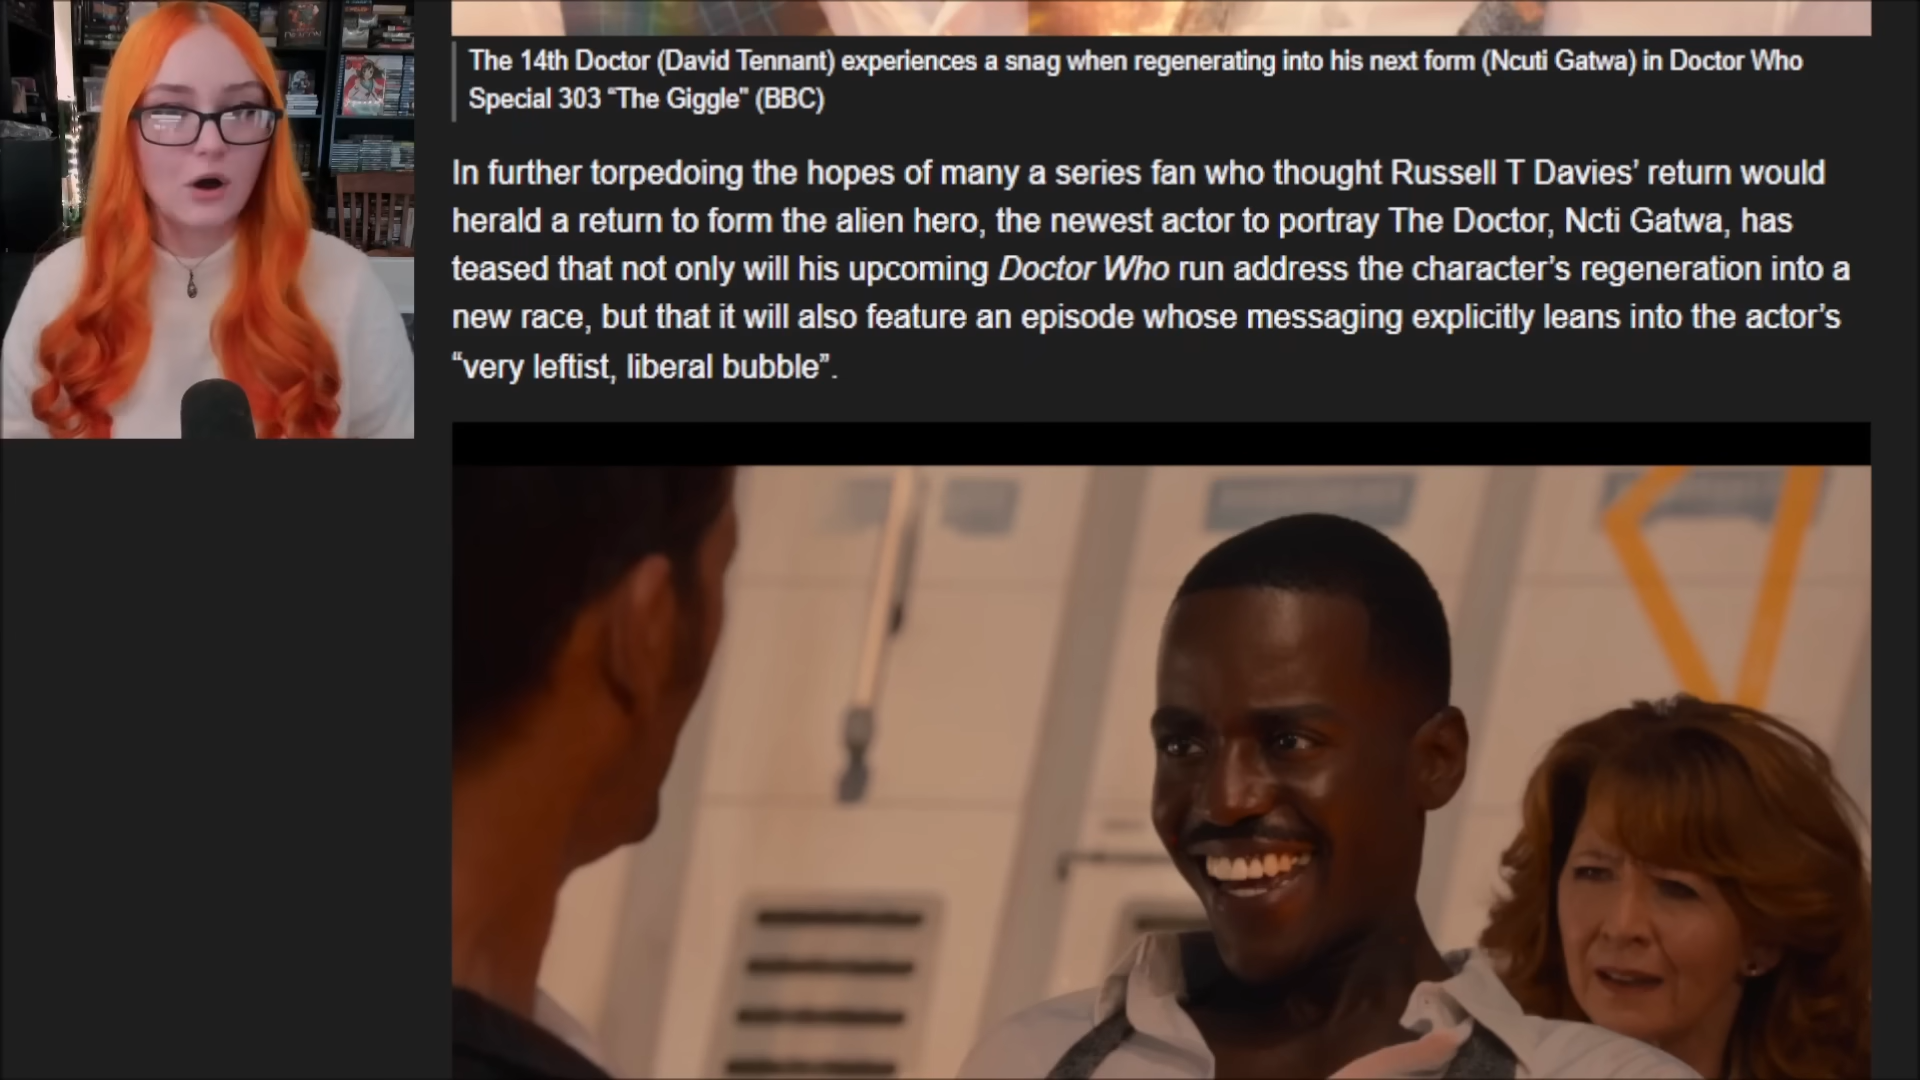 The 14th Doctor (David Tennant) experiences a snag when regenerating into his next form (Ncuti Gatwa) in Doctor Who
Special 303 “The Giggle” (BBC)
In further torpedoing the hopes of many a series fan who thought Russell T Davies’ return would
herald a return to form the alien hero, the newest actor to portray The Doctor, Ncti Gatwa, has
teased that not only will his upcoming Doctor Who run address the character’s regeneration into a
new race, but that it will also feature an episode whose messaging explicitly leans into the actor’s
“very leftist, liberal bubble”.